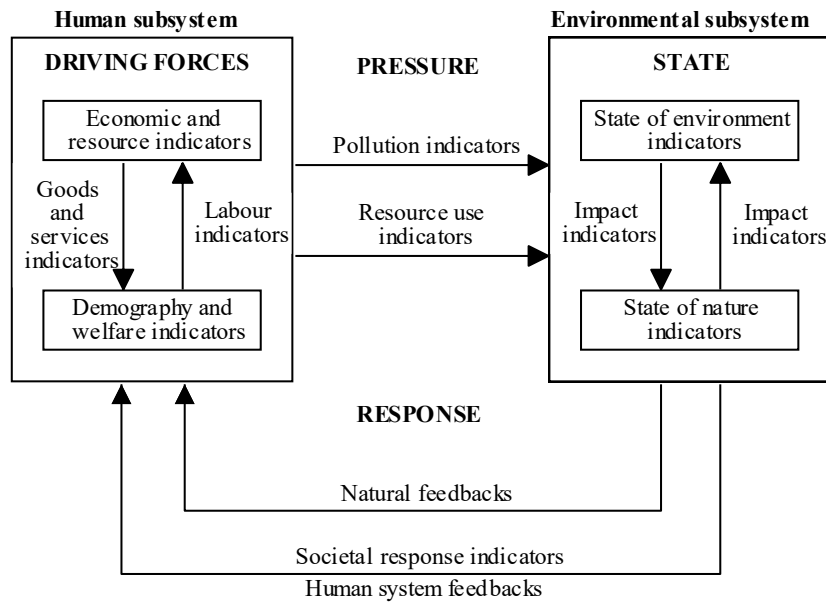 Human subsystem
Environmental subsystem
DRIVING FORCES
PRESSURE
STATE
Economic and
resource indicators
State of environment
indicators
Pollution indicators
Goods
and
services
indicators
Labour
indicators
Resource use
indicators
Impact
indicators
Impact
indicators
Demography and
welfare indicators
State of nature
indicators
RESPONSE
Natural feedbacks
Societal response indicators
Human system feedbacks